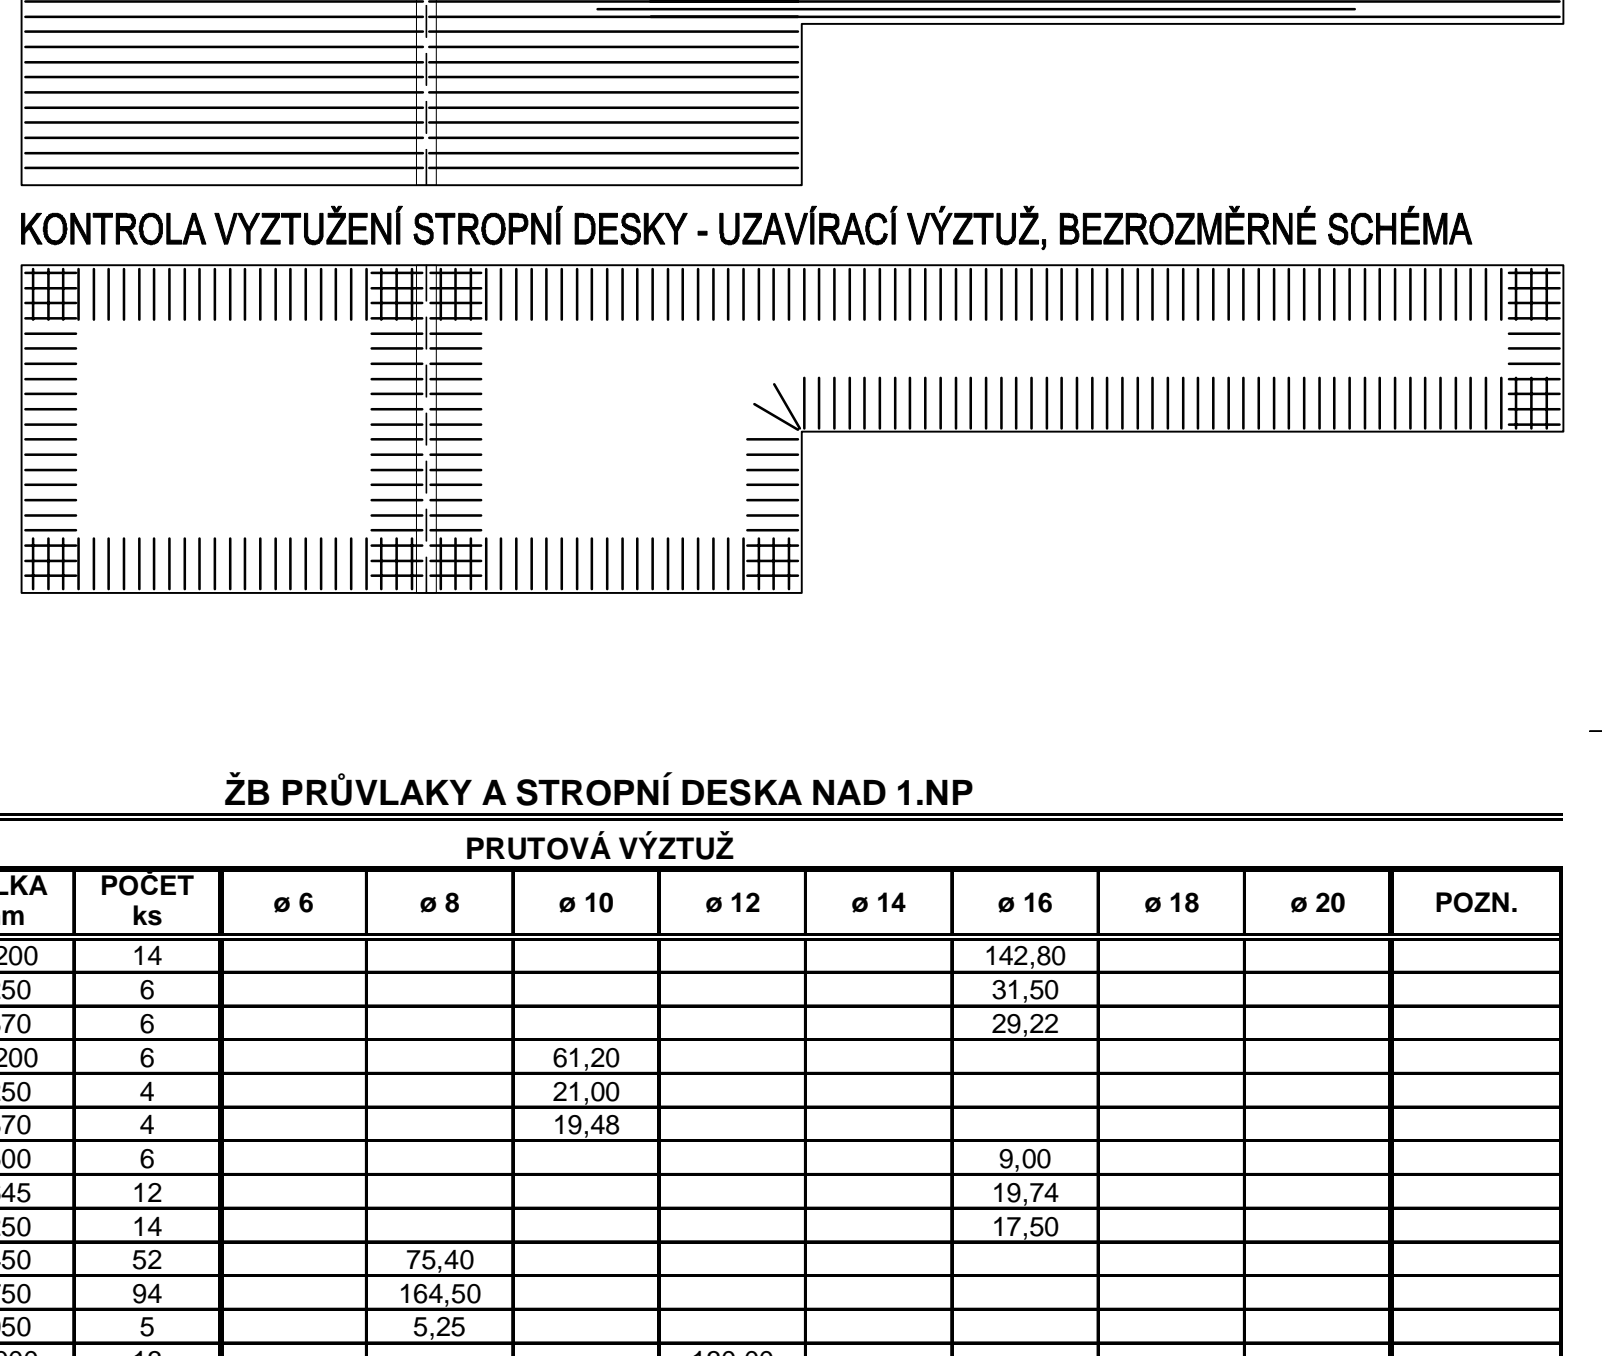 KONTROLA VYZTUŽENÍ STROPNÍ DESKY - UZAVÍRACÍ VÝZTUŽ, BEZROZMĚRNÉ SCHÉMA
ŽB PRŮVLAKY A STROPNÍ DESKA NAD 1.NP
PRUTOVÁ VÝZTUŽ
LKA POČET ø 6 ø 8 ø 10 ø 12 ø 14 ø 16 ø 18 ø 20 POZN.
m ks
200 14 142,80
50 6 31,50
70 6 29,22
200 6 61,20
50 4 21,00
70 4 19,48
00 6 9,00
45 12 19,74
50 14 17,50
50 52 75,40
50 94 164,50
50 5 5,25